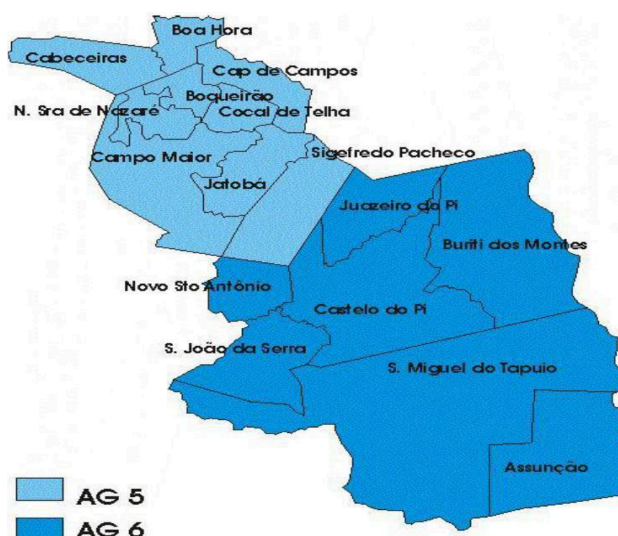 Boa Hora
Cabeceiras
Cap de Campos
Boqueirão
N. Sra de Nazaré
Cocal de Telha
Campo Maior
Sigefredo Pacheco
Jatobá
Juazeiro do Pi
Buriti dos Montes
Novo Sto Antônio
Castelo do Pi
S. João da Serra
S. Miguel do Tapuio
Assunção
AG 5
AG 6